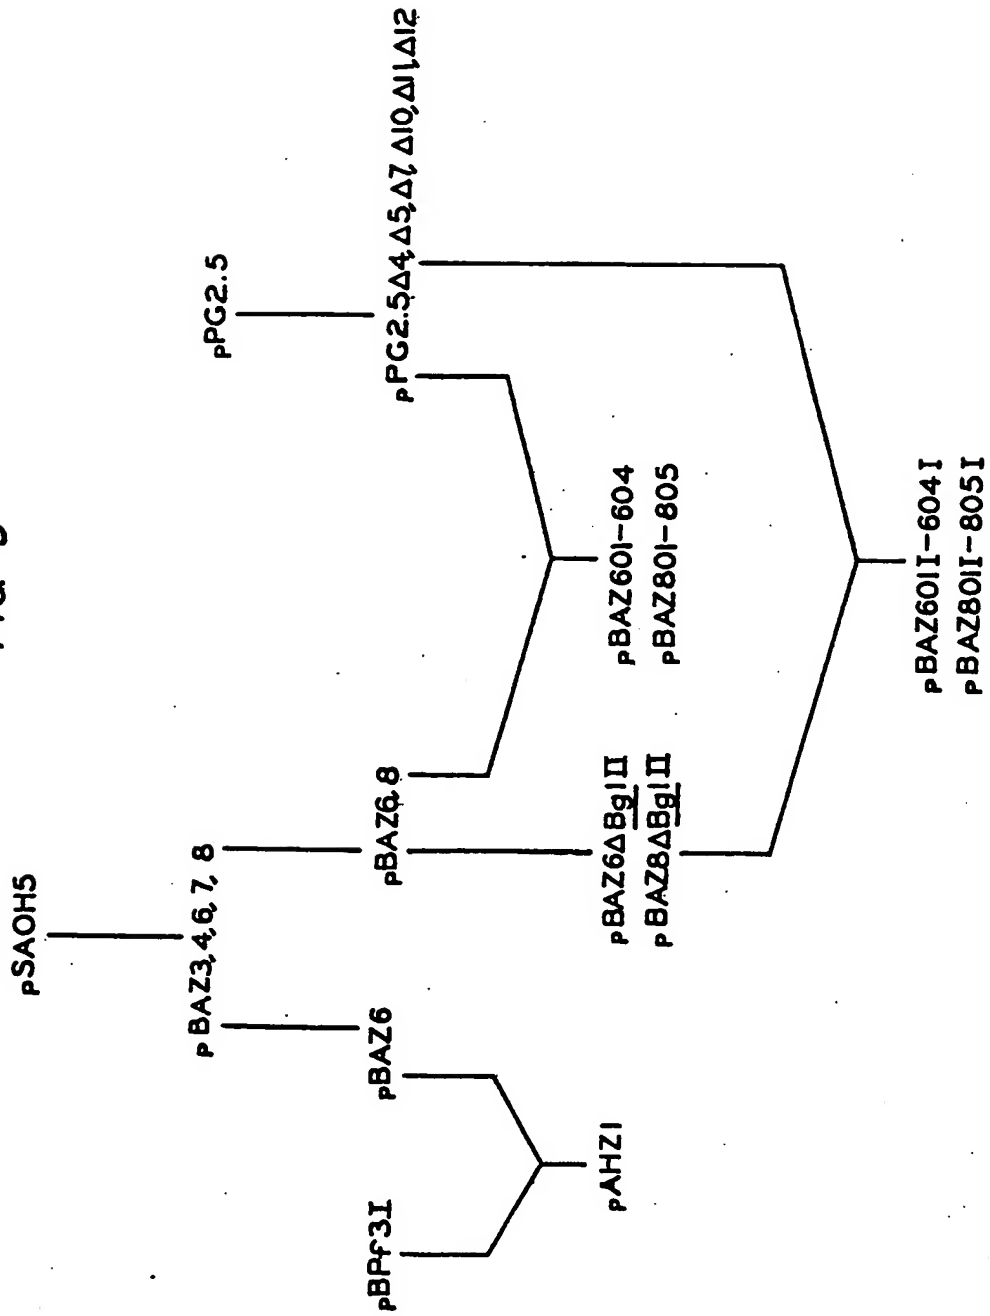 pSAOH5
pBAZ3,4,6,7,8
pPG2.5
pBPf3I
pBAZ6
pBAZ6,8
pPG2.5Δ4,Δ5,Δ7,Δ10,Δ11,Δ12
pAHZ1
pBAZ6ΔBglII
pBAZ8ΔBglII
pBAZ601-604
pBAZ801-805
pBAZ601I-604I
pBAZ801I-805I